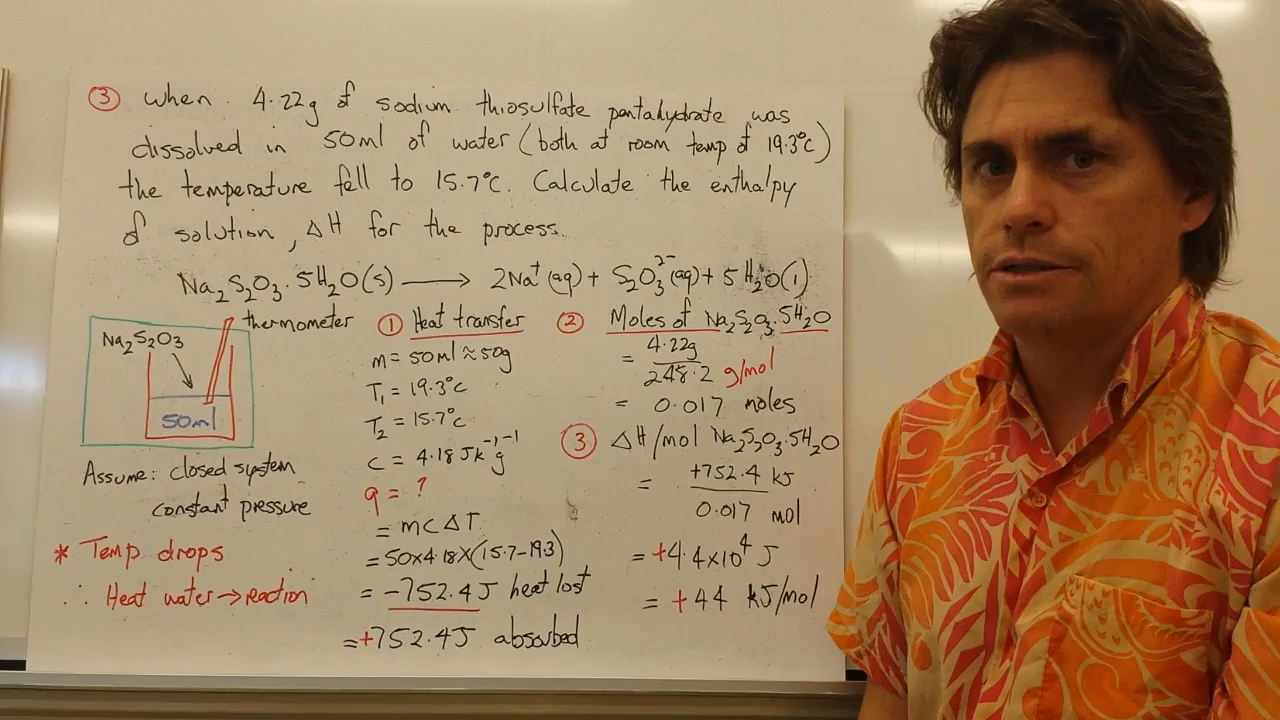 ③ When 4.22g of sodium thiosulfate pentahydrate was
dissolved in 50ml of water (both at room temp of 19.3°C)
the temperature fell to 15.7°C. Calculate the enthalpy
of solution, ΔH for the process.
Na₂S₂O₃·5H₂O(s) → 2Na⁺(aq) + S₂O₃²⁻(aq) + 5H₂O(l)
thermometer
Na₂S₂O₃
50ml
Assume: closed system
constant pressure
* Temp drops
∴ Heat water → reaction
① Heat transfer
m = 50ml ≈ 50g
T₁ = 19.3°C
T₂ = 15.7°C
c = 4.18 Jk⁻¹g⁻¹
q = ?
= mcΔT
= 50×4.18×(15.7-19.3)
= -752.4J heat lost
= +752.4J absorbed
② Moles of Na₂S₂O₃.5H₂O
= 4.22g
248.2 g/mol
= 0.017 moles
③ ΔH/mol Na₂S₂O₃.5H₂O
= +752.4 kJ
0.017 mol
= +4.4×10⁴ J
= +44 kJ/mol